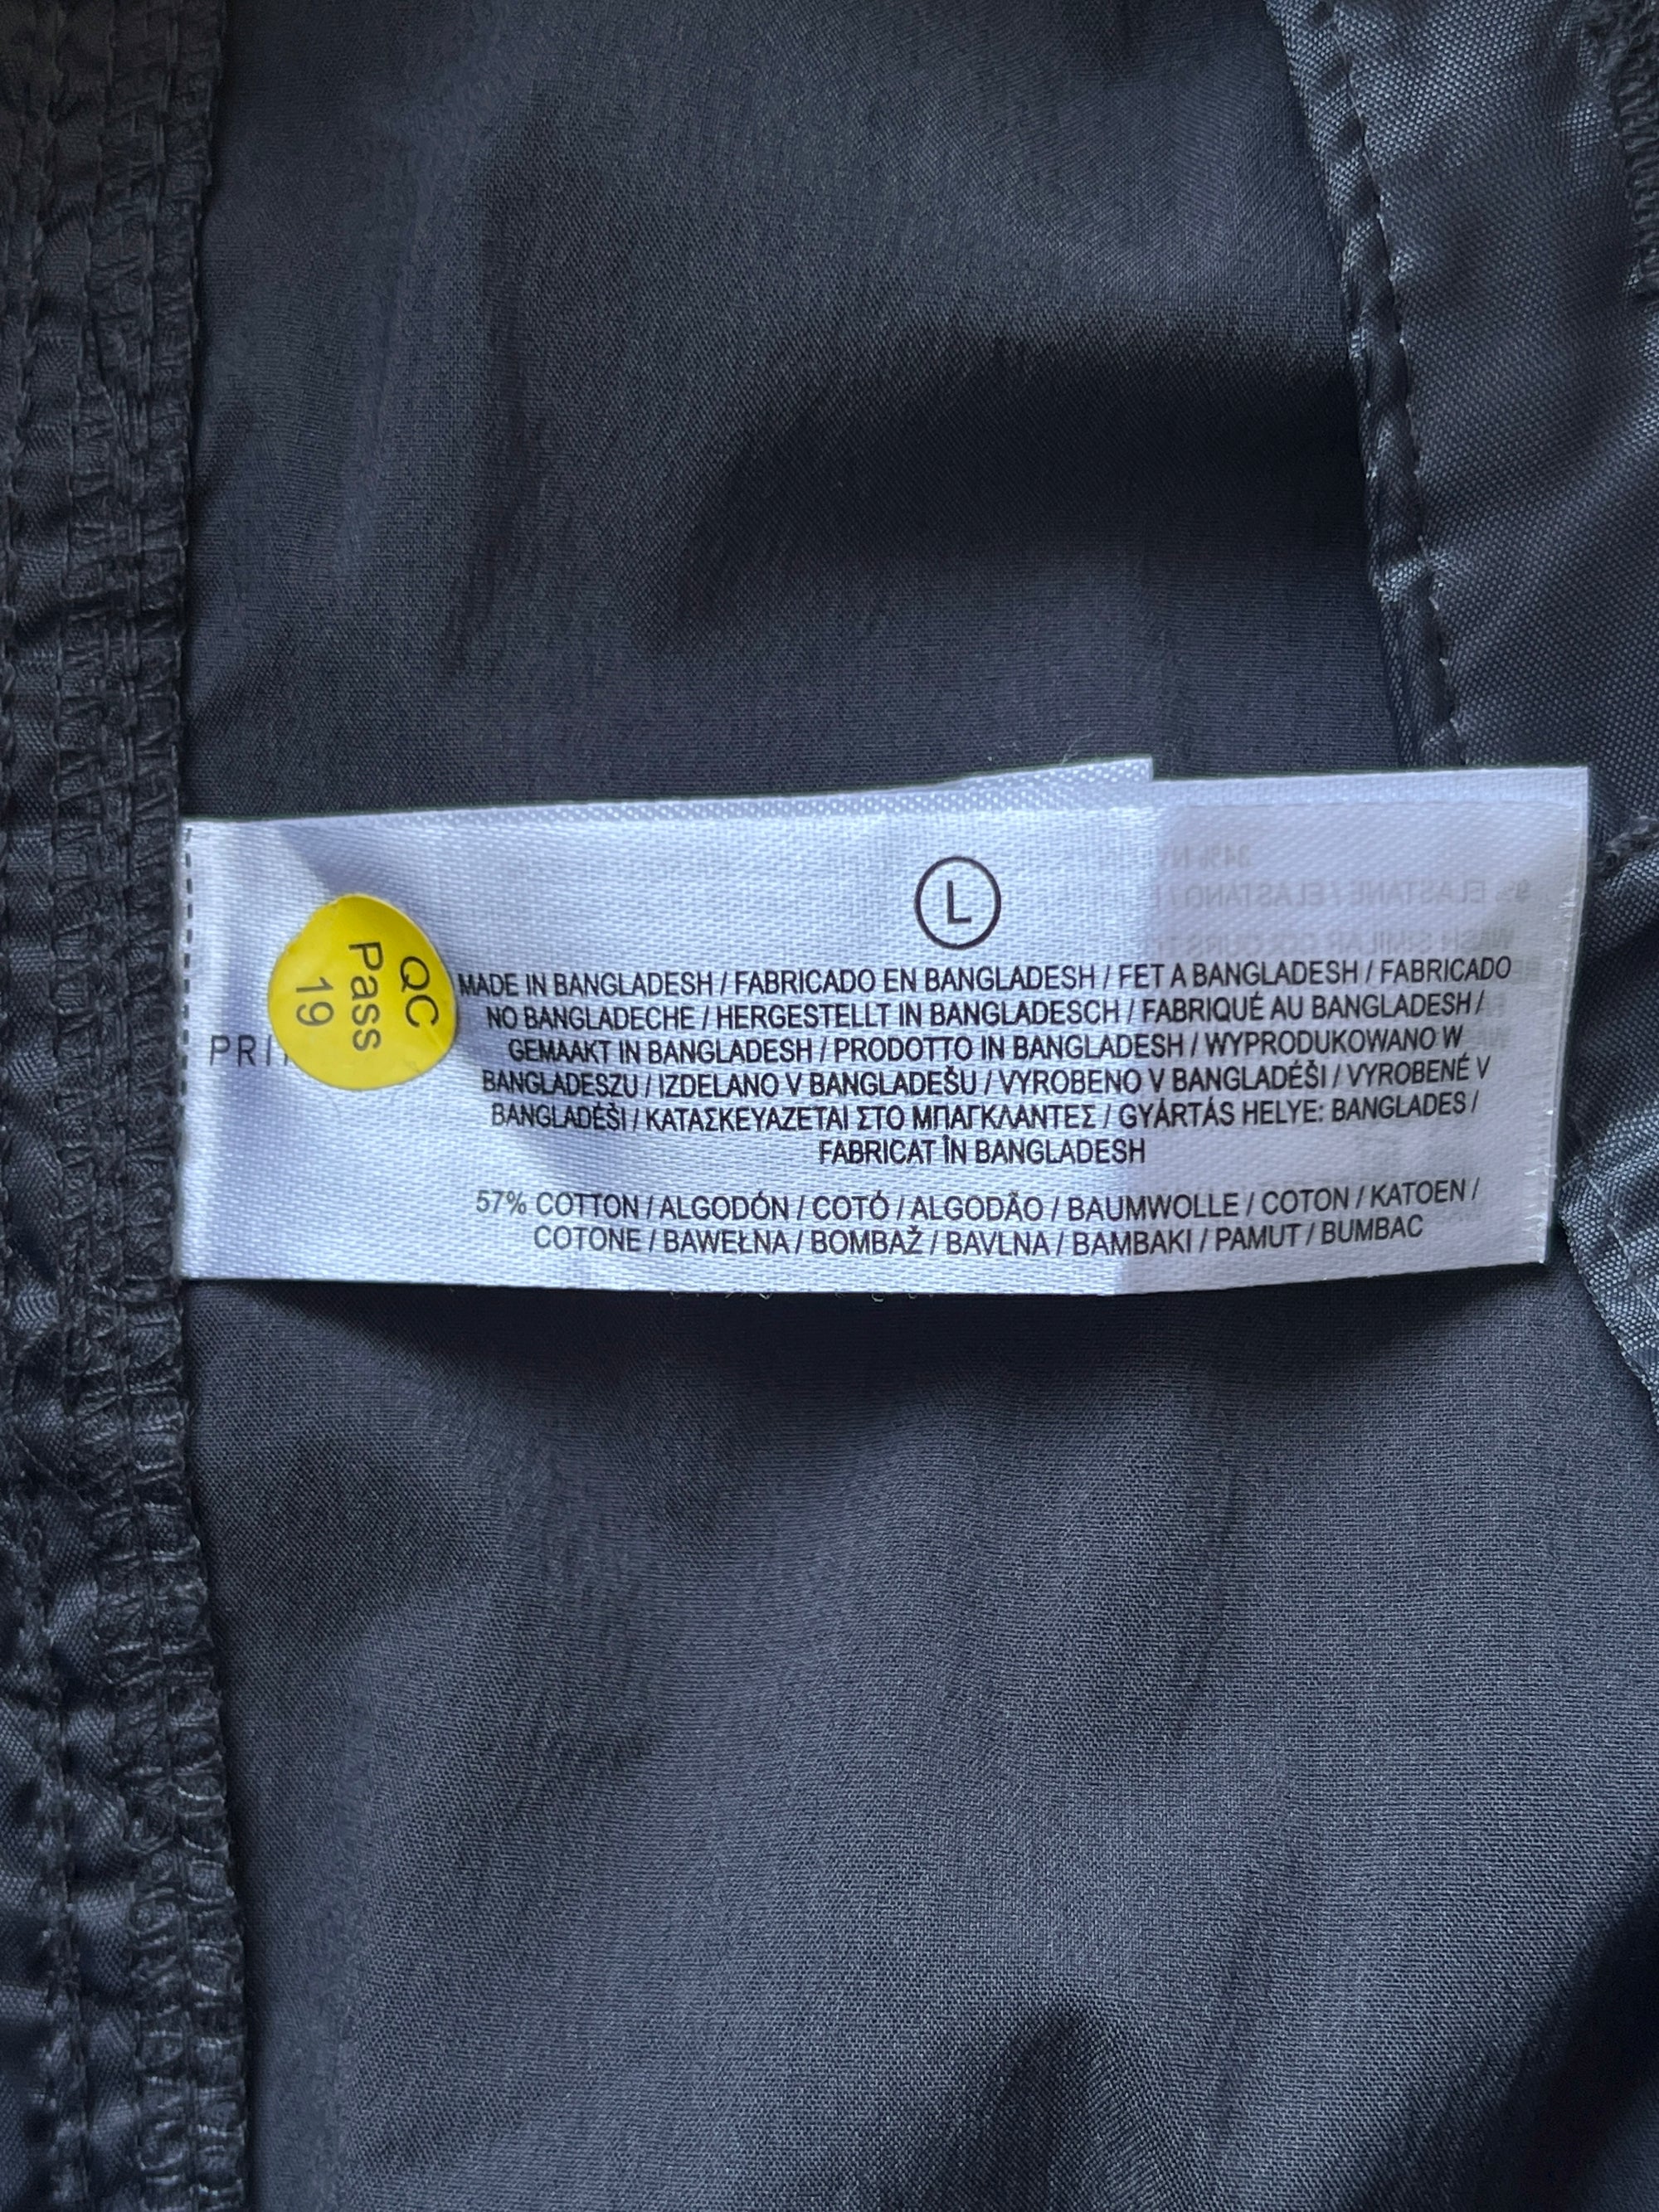 L
MADE IN BANGLADESH / FABRICADO EN BANGLADESH / FET A BANGLADESH / FABRICADO
NO BANGLADECHE / HERGESTELLT IN BANGLADESCH / FABRIQUÉ AU BANGLADESH /
GEMAAKT IN BANGLADESH / PRODOTTO IN BANGLADESH / WYPRODUKOWANO W
BANGLADESZU / IZDELANO V BANGLADEŠU / VYROBENO V BANGLADÉŠI / VYROBENÉ V
BANGLADÉŠI / ΚΑΤΑΣΚΕΥΑΖΕΤΑΙ ΣΤΟ ΜΠΑΓΚΛΑΝΤΕΣ / GYÁRTÁS HELYE: BANGLADES /
FABRICAT ÎN BANGLADESH
57% COTTON / ALGODÓN / COTÓ / ALGODÃO / BAUMWOLLE / COTON / KATOEN /
COTONE / BAWEŁNA / BOMBAŽ / BAVLNA / BAMBAKI / PAMUT / BUMBAC
QC
Pass
19